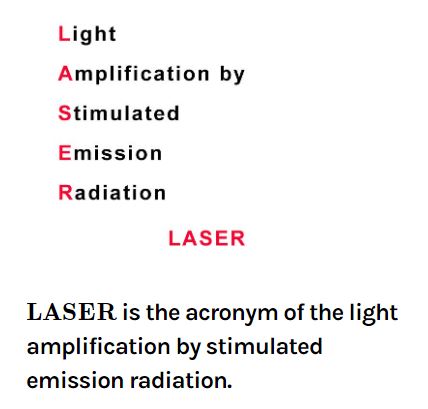 Light
Amplification by
Stimulated
Emission
Radiation
LASER
LASER is the acronym of the light
amplification by stimulated
emission radiation.